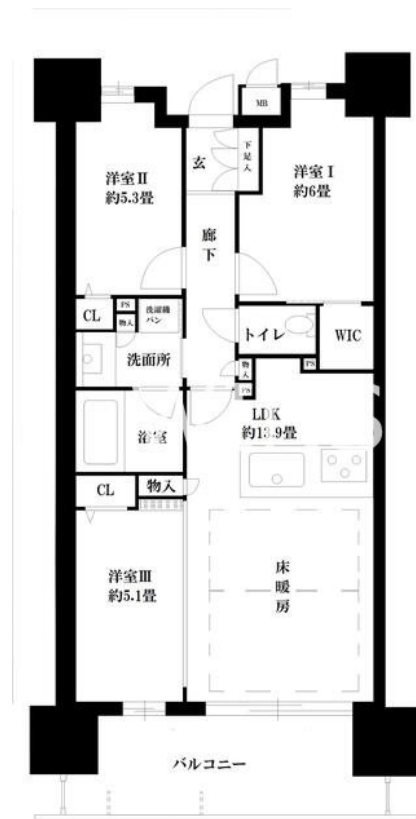 MB
玄
下足入
洋室Ⅱ
約5.3畳
洋室Ⅰ
約6畳
廊下
CL
PS
物入
洗濯機
パン
トイレ
WIC
洗面所
物入
PS
PS
LDK
約13.9畳
浴室
CL
物入
洋室Ⅲ
約5.1畳
床暖房
バルコニー